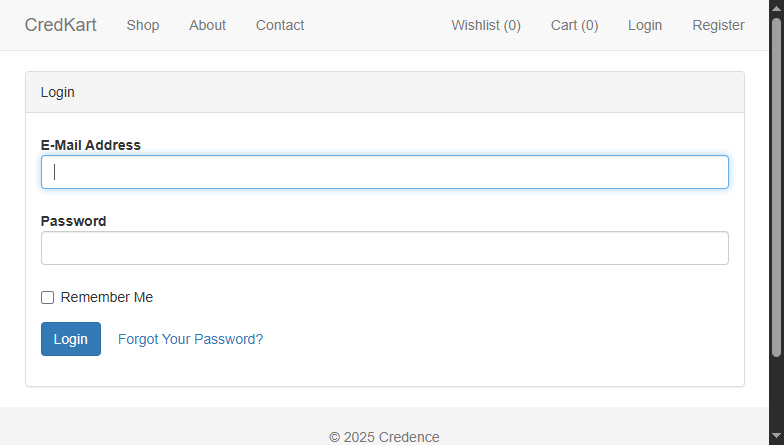 CredKart Shop About Contact Wishlist (0) Cart (0) Login Register
Login
E-Mail Address
Password
Remember Me
Login Forgot Your Password?
© 2025 Credence